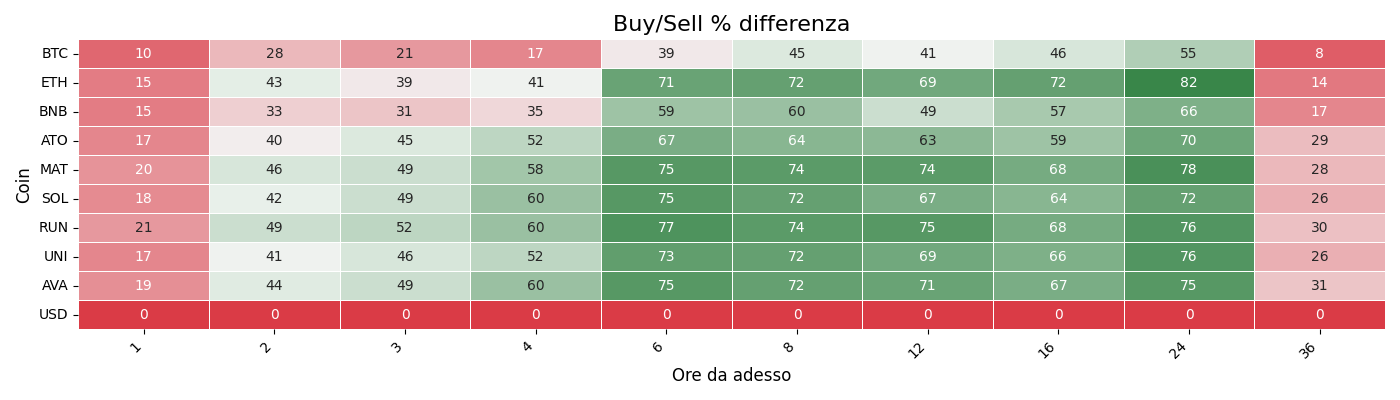 Buy/Sell % differenza
Coin
BTC 10 28 21 17 39 45 41 46 55 8
ETH 15 43 39 41 71 72 69 72 82 14
BNB 15 33 31 35 59 60 49 57 66 17
ATO 17 40 45 52 67 64 63 59 70 29
MAT 20 46 49 58 75 74 74 68 78 28
SOL 18 42 49 60 75 72 67 64 72 26
RUN 21 49 52 60 77 74 75 68 76 30
UNI 17 41 46 52 73 72 69 66 76 26
AVA 19 44 49 60 75 72 71 67 75 31
USD 0 0 0 0 0 0 0 0 0 0
1 2 3 4 6 8 12 16 24 36
Ore da adesso